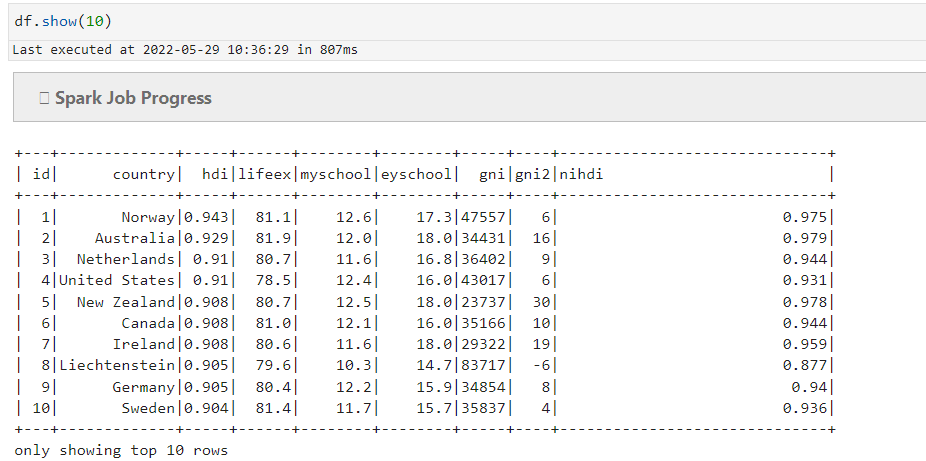 df.show(10)
Last executed at 2022-05-29 10:36:29 in 807ms
Spark Job Progress
+---+-------------+-----+------+--------+--------+-----+----+------------------------------+
| id|      country|  hdi|lifeex|myschool|eyschool|  gni|gni2|nihdi                         |
+---+-------------+-----+------+--------+--------+-----+----+------------------------------+
|  1|       Norway|0.943|  81.1|    12.6|    17.3|47557|   6|                         0.975|
|  2|    Australia|0.929|  81.9|    12.0|    18.0|34431|  16|                         0.979|
|  3|  Netherlands| 0.91|  80.7|    11.6|    16.8|36402|   9|                         0.944|
|  4|United States| 0.91|  78.5|    12.4|    16.0|43017|   6|                         0.931|
|  5|  New Zealand|0.908|  80.7|    12.5|    18.0|23737|  30|                         0.978|
|  6|       Canada|0.908|  81.0|    12.1|    16.0|35166|  10|                         0.944|
|  7|      Ireland|0.908|  80.6|    11.6|    18.0|29322|  19|                         0.959|
|  8|Liechtenstein|0.905|  79.6|    10.3|    14.7|83717|  -6|                         0.877|
|  9|      Germany|0.905|  80.4|    12.2|    15.9|34854|   8|                          0.94|
| 10|       Sweden|0.904|  81.4|    11.7|    15.7|35837|   4|                         0.936|
+---+-------------+-----+------+--------+--------+-----+----+------------------------------+
only showing top 10 rows